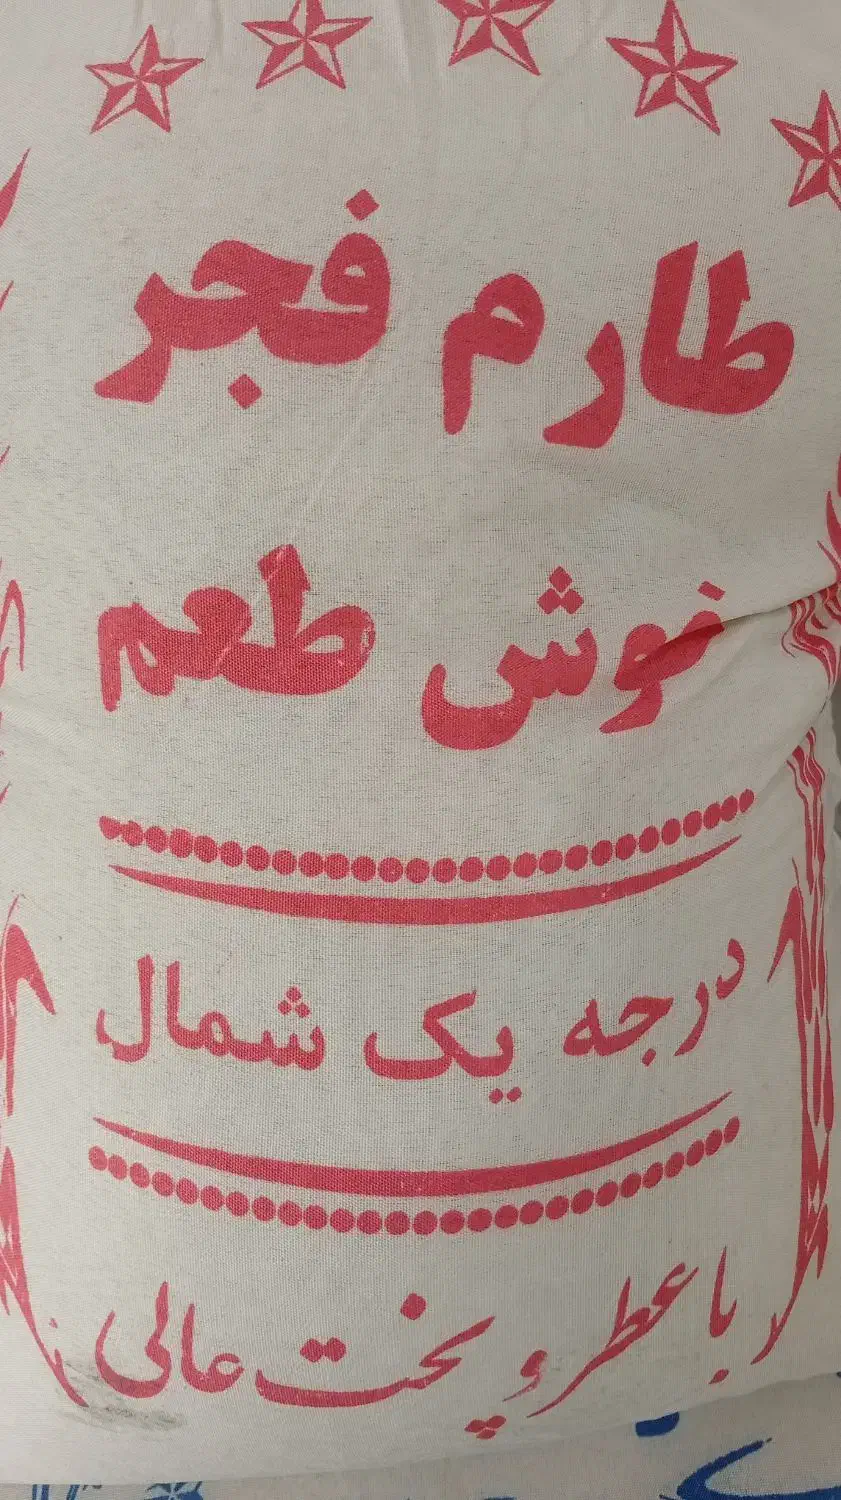 طارم فجر
خوش طعم
درجه یک شمال
با عطر و پخت عالی